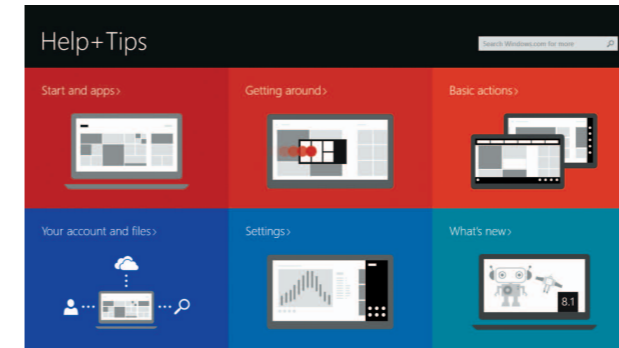 Help+Tips
Search Windows.com for more
Start and apps>
Getting around>
Basic actions>
Your account and files>
Settings>
What's new>
8.1